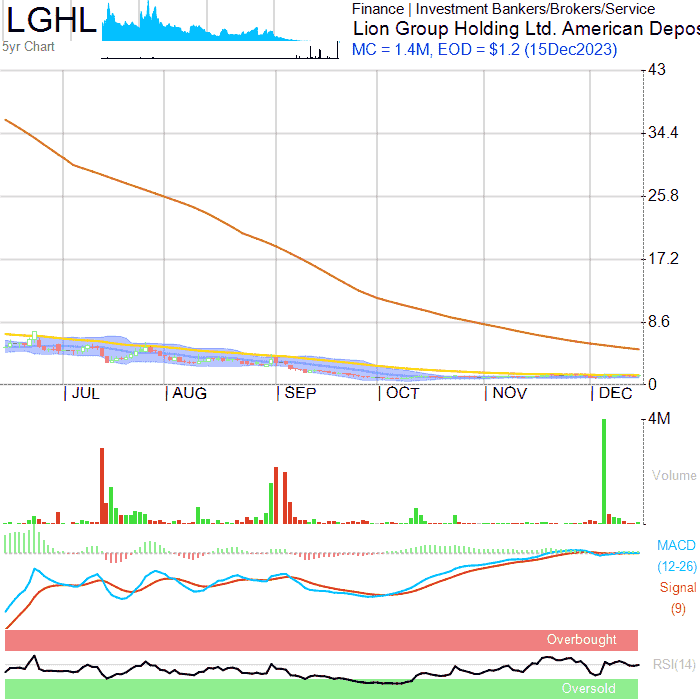 LGHL
5yr Chart
Finance | Investment Bankers/Brokers/Service
Lion Group Holding Ltd. American Depos
MC = 1.4M, EOD = $1.2 (15Dec2023)
43
34.4
25.8
17.2
8.6
0
JUL
AUG
SEP
OCT
NOV
DEC
4M
Volume
MACD
(12-26)
Signal
(9)
Overbought
RSI(14)
Oversold